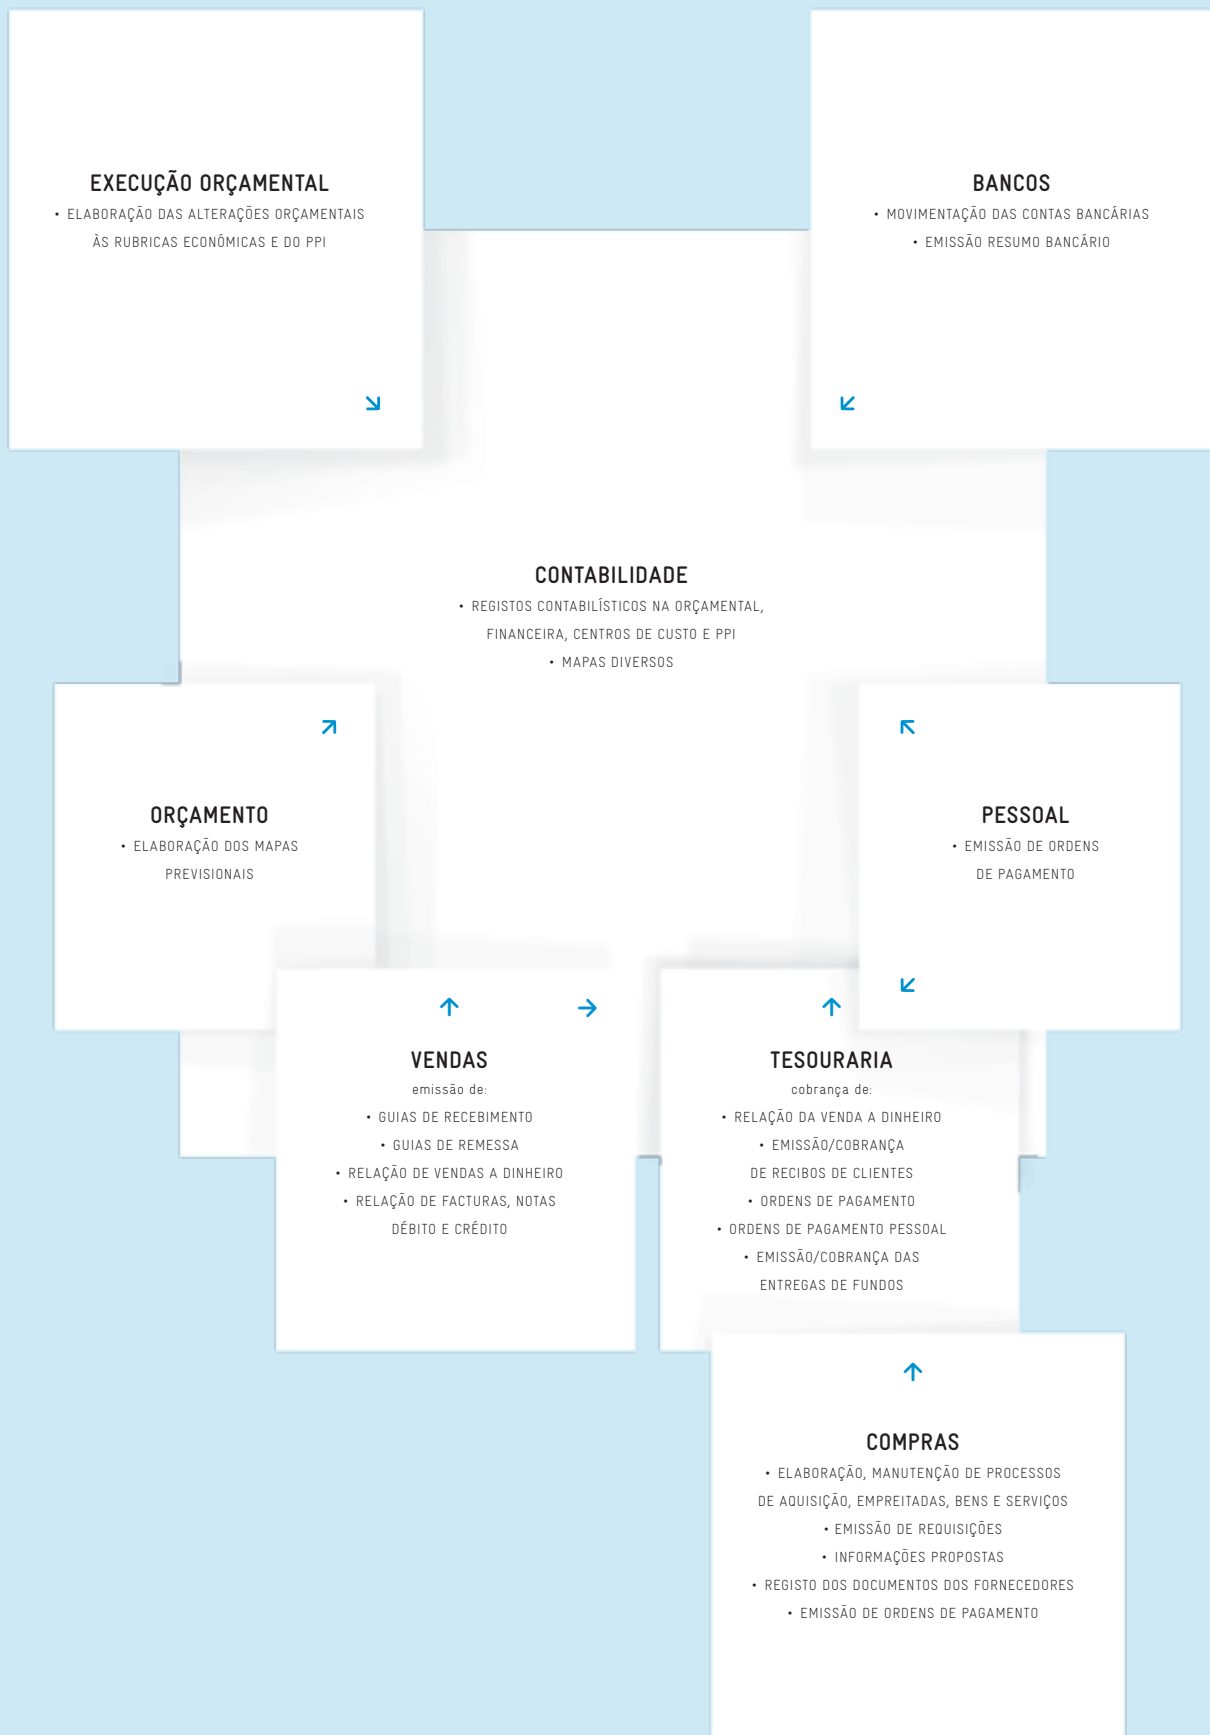 EXECUÇÃO ORÇAMENTAL
• ELABORAÇÃO DAS ALTERAÇÕES ORÇAMENTAIS
ÀS RUBRICAS ECONÓMICAS E DO PPI
BANCOS
• MOVIMENTAÇÃO DAS CONTAS BANCÁRIAS
• EMISSÃO RESUMO BANCÁRIO
CONTABILIDADE
• REGISTOS CONTABILÍSTICOS NA ORÇAMENTAL,
FINANCEIRA, CENTROS DE CUSTO E PPI
• MAPAS DIVERSOS
ORÇAMENTO
• ELABORAÇÃO DOS MAPAS
PREVISIONAIS
PESSOAL
• EMISSÃO DE ORDENS
DE PAGAMENTO
VENDAS
emissão de:
• GUIAS DE RECEBIMENTO
• GUIAS DE REMESSA
• RELAÇÃO DE VENDAS A DINHEIRO
• RELAÇÃO DE FACTURAS, NOTAS
DÉBITO E CRÉDITO
TESOURARIA
cobrança de:
• RELAÇÃO DA VENDA A DINHEIRO
• EMISSÃO/COBRANÇA
DE RECIBOS DE CLIENTES
• ORDENS DE PAGAMENTO
• ORDENS DE PAGAMENTO PESSOAL
• EMISSÃO/COBRANÇA DAS
ENTREGAS DE FUNDOS
COMPRAS
• ELABORAÇÃO, MANUTENÇÃO DE PROCESSOS
DE AQUISIÇÃO, EMPREITADAS, BENS E SERVIÇOS
• EMISSÃO DE REQUISIÇÕES
• INFORMAÇÕES PROPOSTAS
• REGISTO DOS DOCUMENTOS DOS FORNECEDORES
• EMISSÃO DE ORDENS DE PAGAMENTO